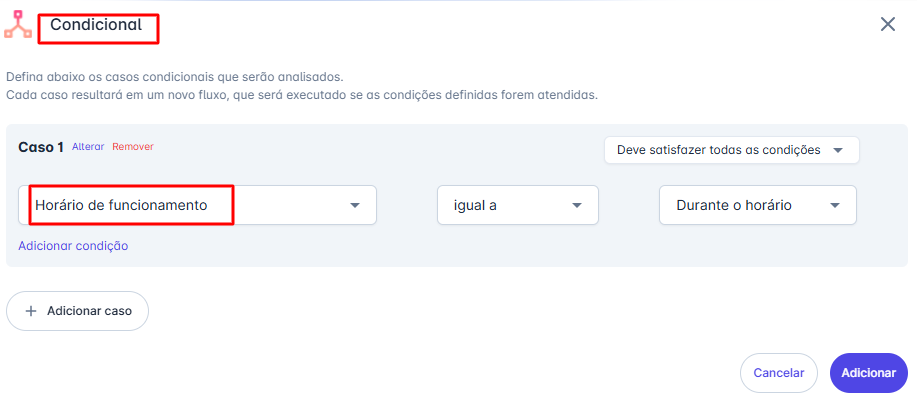 Condicional
Defina abaixo os casos condicionais que serão analisados.
Cada caso resultará em um novo fluxo, que será executado se as condições definidas forem atendidas.
Caso 1 Alterar Remover
Deve satisfazer todas as condições
Horário de funcionamento
igual a
Durante o horário
Adicionar condição
+ Adicionar caso
Cancelar
Adicionar